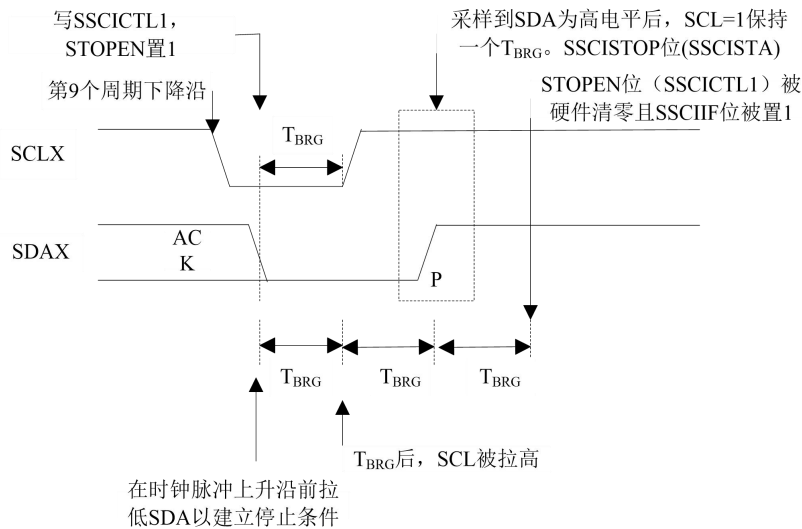 写SSCICTL1，
STOPEN置1
采样到SDA为高电平后，SCL=1保持
一个TBRG。SSCISTOP位(SSCISTA)
第9个周期下降沿
STOPEN位（SSCICTL1）被
硬件清零且SSCIIF位被置1
TBRG
SCLX
SDAX
AC
K
P
TBRG
TBRG
TBRG
TBRG后，SCL被拉高
在时钟脉冲上升沿前拉
低SDA以建立停止条件